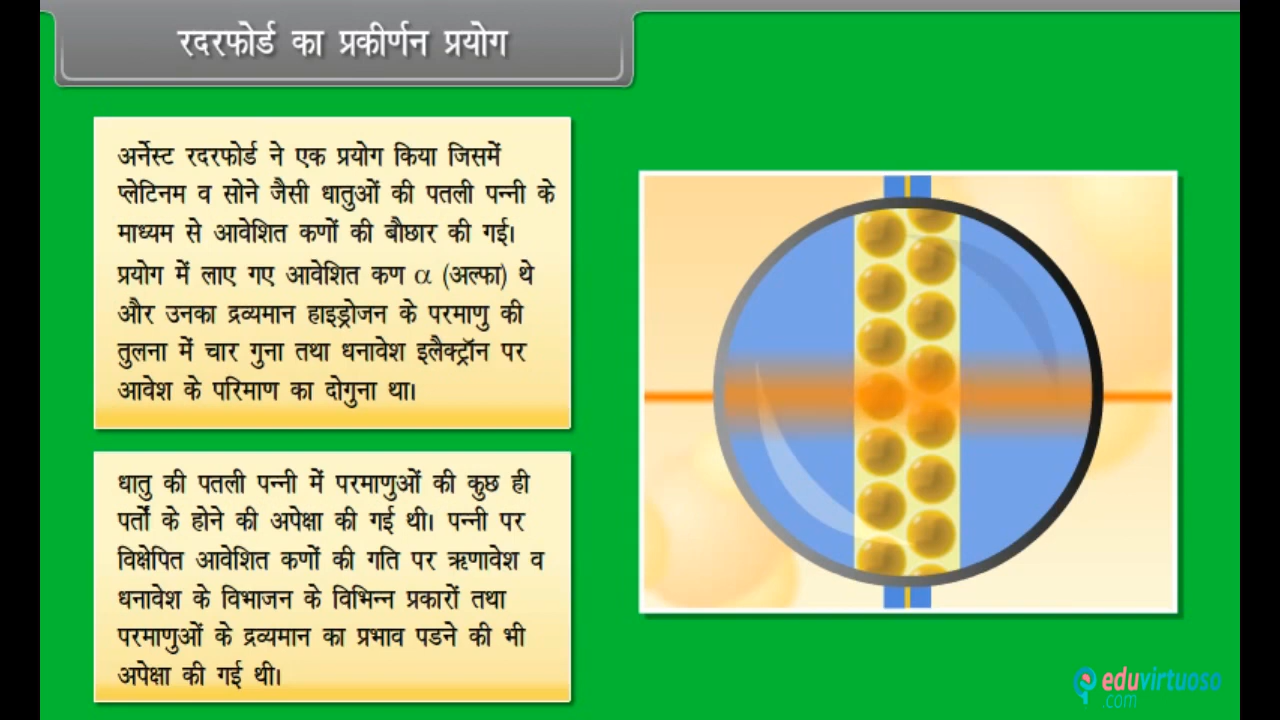 रदरफोर्ड का प्रकीर्णन प्रयोग
अर्नेस्ट रदरफोर्ड ने एक प्रयोग किया जिसमें
प्लेटिनम व सोने जैसी धातुओं की पतली पन्नी के
माध्यम से आवेशित कणों की बौछार की गई।
प्रयोग में लाए गए आवेशित कण α (अल्फा) थे
और उनका द्रव्यमान हाइड्रोजन के परमाणु की
तुलना में चार गुना तथा धनावेश इलैक्ट्रॉन पर
आवेश के परिमाण का दोगुना था।
धातु की पतली पन्नी में परमाणुओं की कुछ ही
पर्तों के होने की अपेक्षा की गई थी। पन्नी पर
विक्षेपित आवेशित कणों की गति पर ऋणावेश व
धनावेश के विभाजन के विभिन्न प्रकारों तथा
परमाणुओं के द्रव्यमान का प्रभाव पडने की भी
अपेक्षा की गई थी।
eduvirtuoso
.com